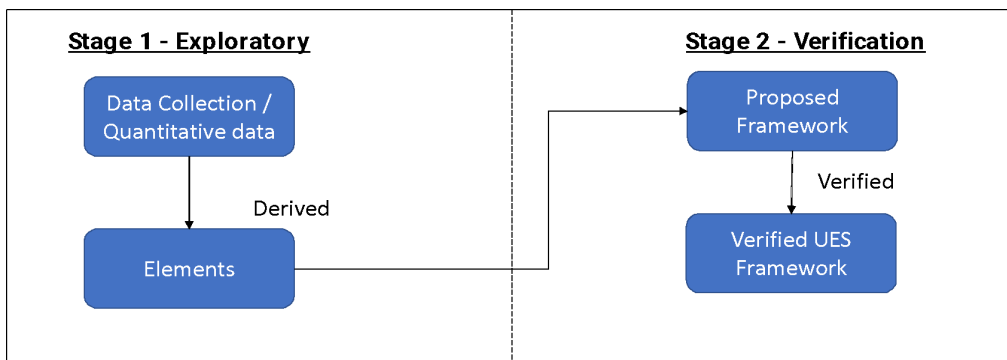 Stage 1 - Exploratory
Data Collection /
Quantitative data
Derived
Elements
Stage 2 - Verification
Proposed
Framework
Verified
Verified UES
Framework